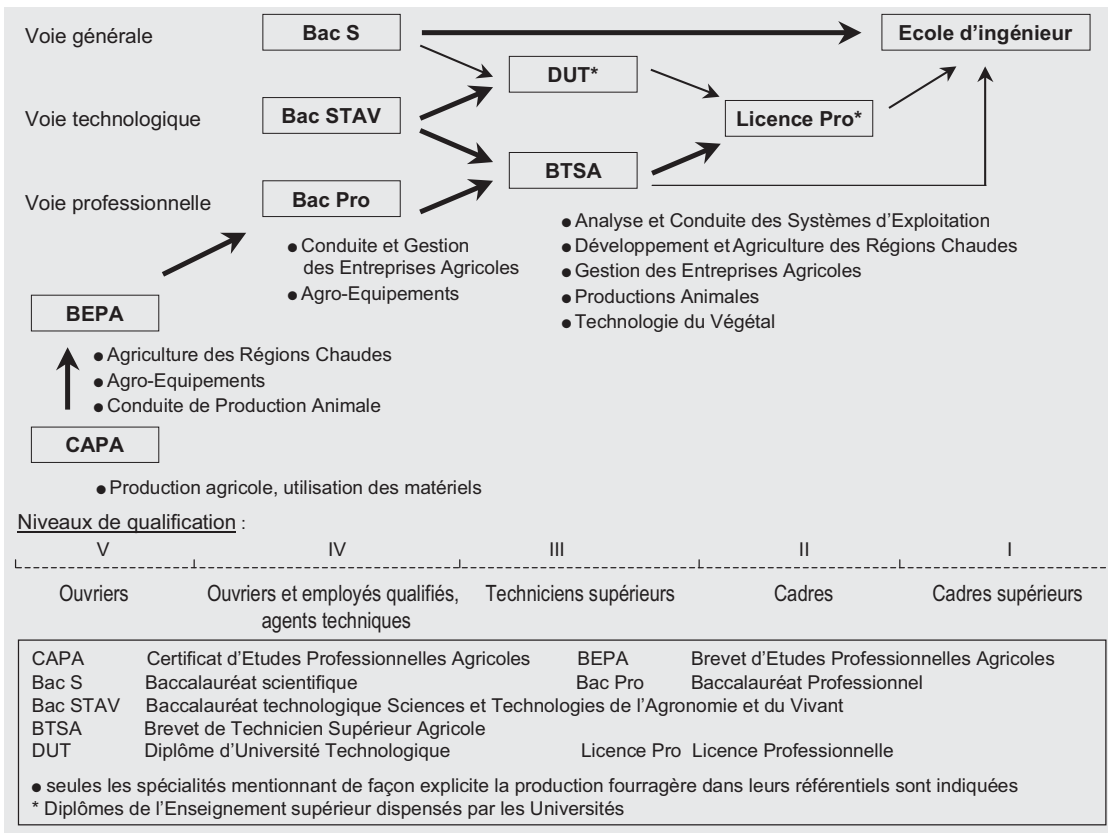 Voie générale
Bac S
Ecole d'ingénieur
DUT*
Voie technologique
Bac STAV
Licence Pro*
BTSA
Voie professionnelle
Bac Pro
● Analyse et Conduite des Systèmes d'Exploitation
● Développement et Agriculture des Régions Chaudes
● Gestion des Entreprises Agricoles
● Productions Animales
● Technologie du Végétal
● Conduite et Gestion
des Entreprises Agricoles
● Agro-Equipements
BEPA
● Agriculture des Régions Chaudes
● Agro-Equipements
● Conduite de Production Animale
CAPA
● Production agricole, utilisation des matériels
Niveaux de qualification :
V IV III II I
Ouvriers Ouvriers et employés qualifiés, Techniciens supérieurs Cadres Cadres supérieurs
agents techniques
CAPA Certificat d'Etudes Professionnelles Agricoles BEPA Brevet d'Etudes Professionnelles Agricoles
Bac S Baccalauréat scientifique Bac Pro Baccalauréat Professionnel
Bac STAV Baccalauréat technologique Sciences et Technologies de l'Agronomie et du Vivant
BTSA Brevet de Technicien Supérieur Agricole
DUT Diplôme d'Université Technologique Licence Pro Licence Professionnelle
● seules les spécialités mentionnant de façon explicite la production fourragère dans leurs référentiels sont indiquées
* Diplômes de l'Enseignement supérieur dispensés par les Universités